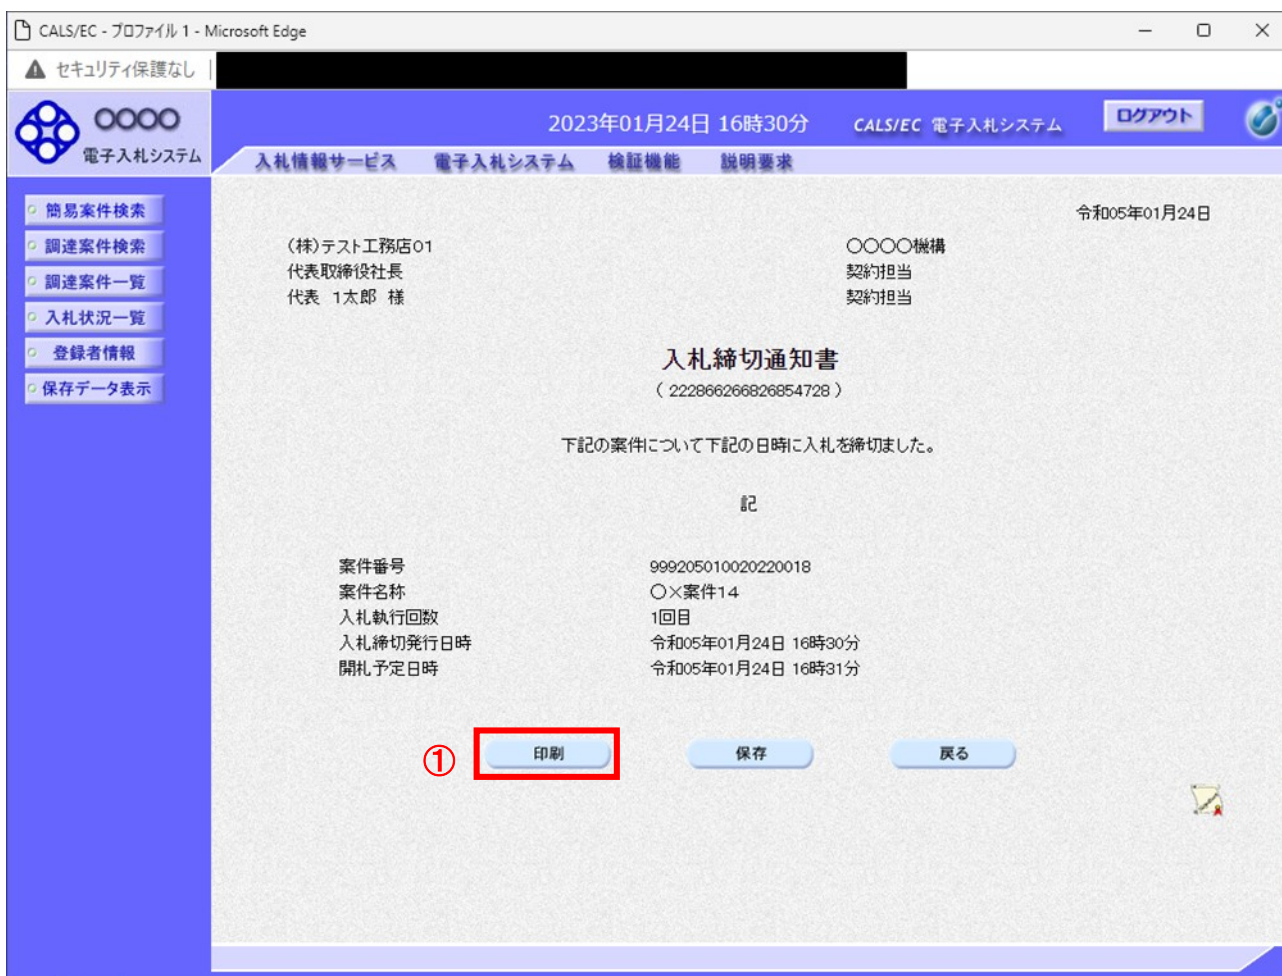 CALS/EC - プロファイル 1 - Microsoft Edge
セキュリティ保護なし
〇〇〇〇
電子入札システム
2023年01月24日 16時30分
CALS/EC 電子入札システム
ログアウト
入札情報サービス 電子入札システム 検証機能 説明要求
簡易案件検索
調達案件検索
調達案件一覧
入札状況一覧
登録者情報
保存データ表示
令和05年01月24日
(株)テスト工務店01
代表取締役社長
代表 1太郎 様
〇〇〇〇機構
契約担当
契約担当
入札締切通知書
( 222866266826854728 )
下記の案件について下記の日時に入札を締切ました。
記
案件番号 999205010020220018
案件名称 〇×案件14
入札執行回数 1回目
入札締切発行日時 令和05年01月24日 16時30分
開札予定日時 令和05年01月24日 16時31分
① 印刷 保存 戻る